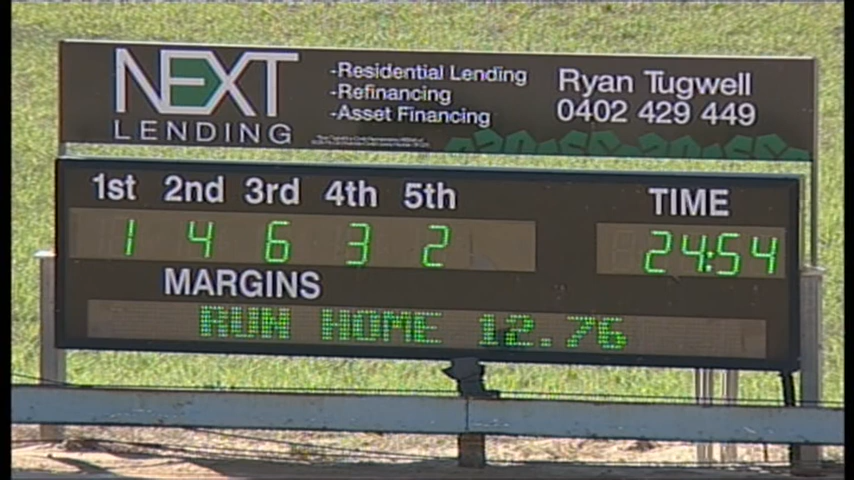 NEXT
LENDING
-Residential Lending
-Refinancing
-Asset Financing
Ryan Tugwell
0402 429 449
1st 2nd 3rd 4th 5th TIME
1 4 6 3 2 24:54
MARGINS
RUN HOME 12.76